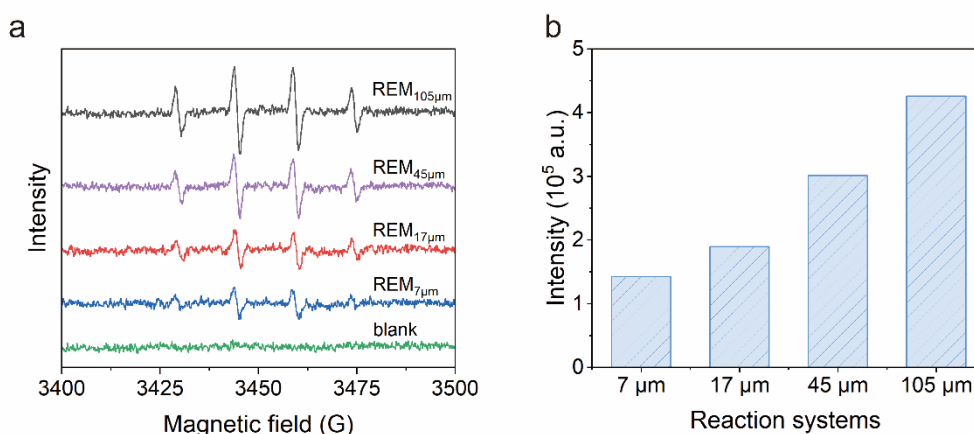 a
REM105μm
REM45μm
REM17μm
REM7μm
blank
Intensity
3400 3425 3450 3475 3500
Magnetic field (G)
b
5
4
3
2
1
0
Intensity (10⁵ a.u.)
7 μm 17 μm 45 μm 105 μm
Reaction systems